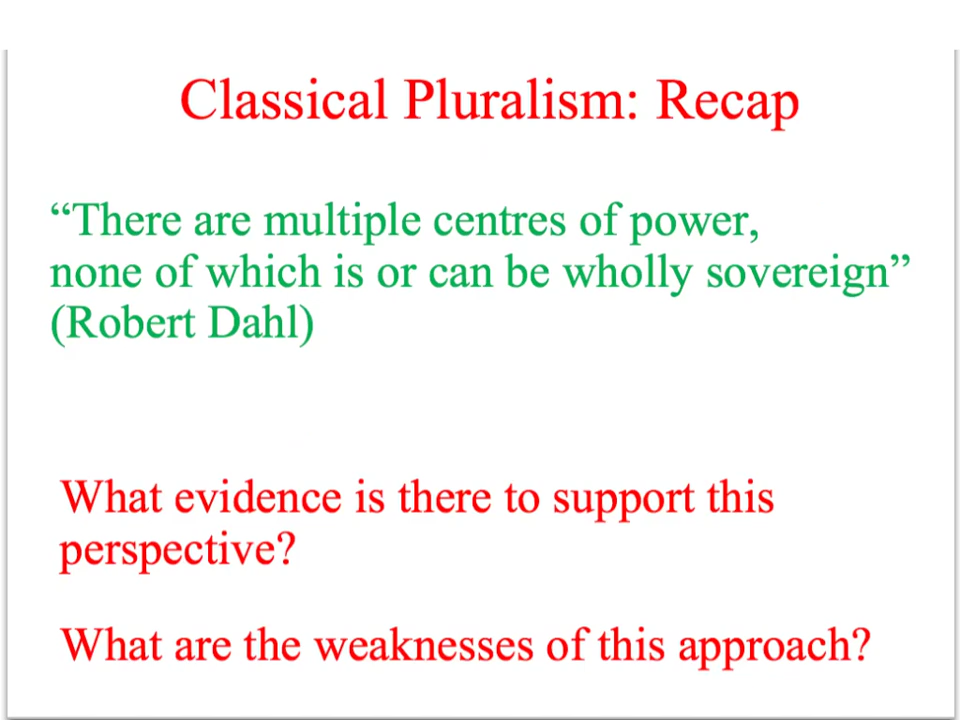 Classical Pluralism: Recap
“There are multiple centres of power,
none of which is or can be wholly sovereign”
(Robert Dahl)
What evidence is there to support this
perspective?
What are the weaknesses of this approach?